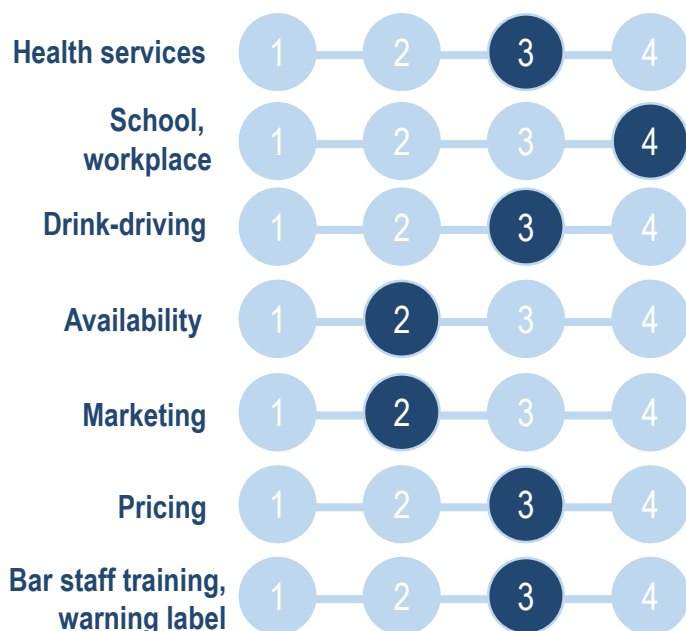 Health services 1 2 3 4
School,
workplace 1 2 3 4
Drink-driving 1 2 3 4
Availability 1 2 3 4
Marketing 1 2 3 4
Pricing 1 2 3 4
Bar staff training,
warning label 1 2 3 4